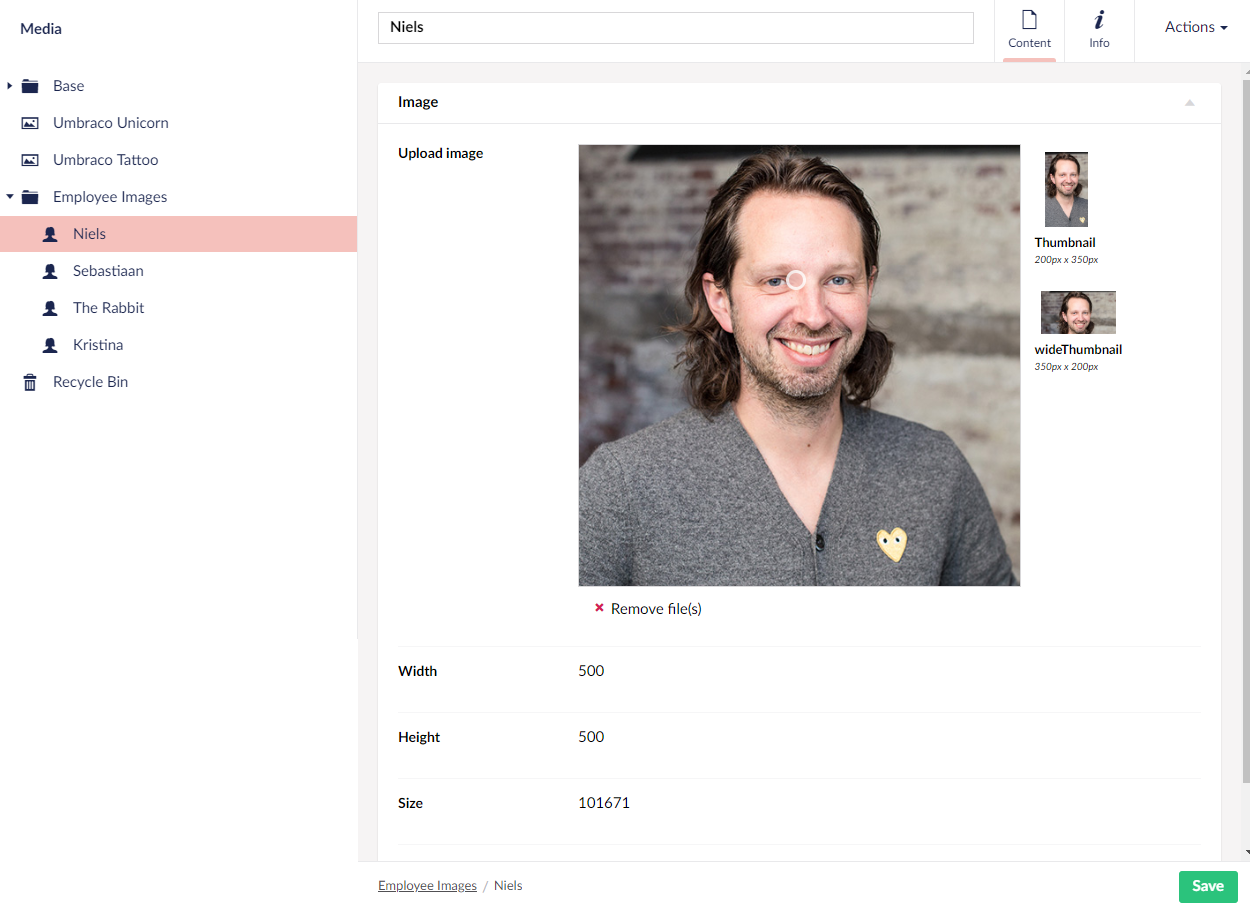 Media
Base
Umbraco Unicorn
Umbraco Tattoo
Employee Images
Niels
Sebastiaan
The Rabbit
Kristina
Recycle Bin
Niels
Content
Info
Actions
Image
Upload image
Thumbnail
200px x 350px
wideThumbnail
350px x 200px
Remove file(s)
Width 500
Height 500
Size 101671
Employee Images / Niels
Save